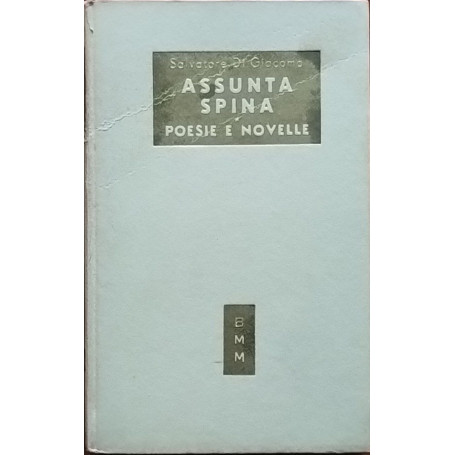 Salvatore Di Giacomo
ASSUNTA
SPINA
POESIE E NOVELLE
B
M
M